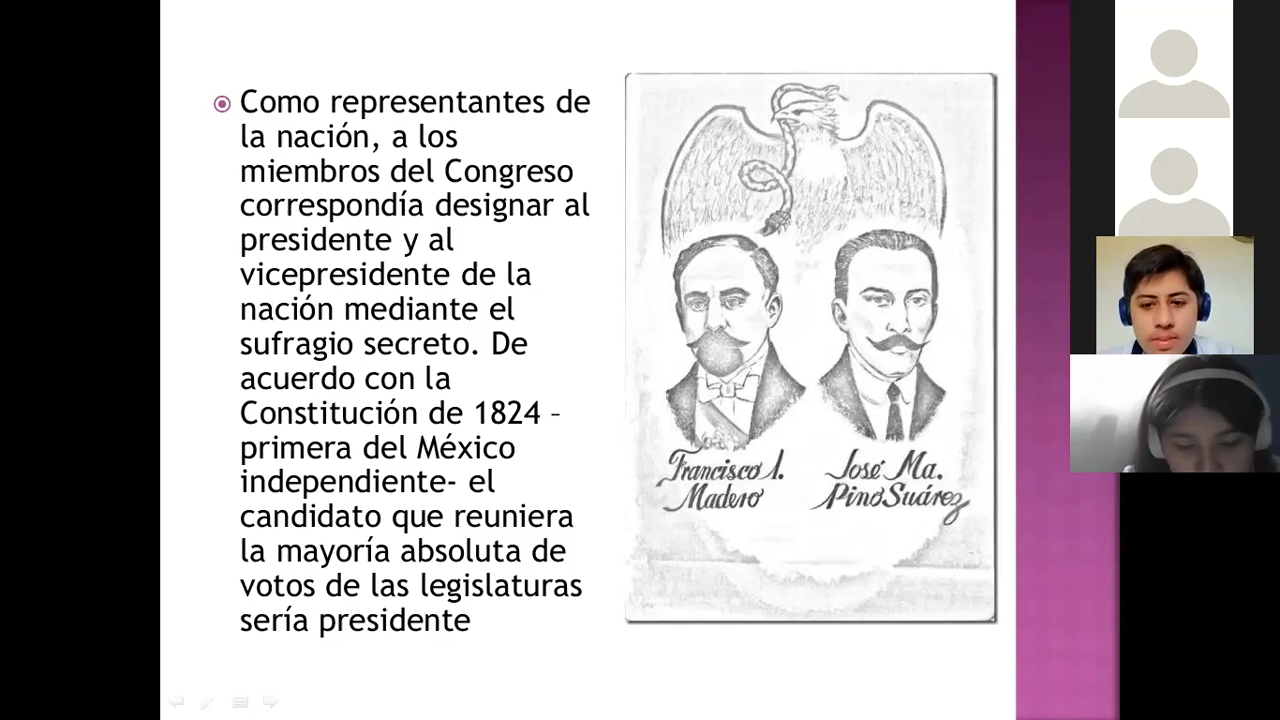 Como representantes de
la nación, a los
miembros del Congreso
correspondía designar al
presidente y al
vicepresidente de la
nación mediante el
sufragio secreto. De
acuerdo con la
Constitución de 1824 –
primera del México
independiente- el
candidato que reuniera
la mayoría absoluta de
votos de las legislaturas
sería presidente
Francisco I.
Madero
José Ma.
Pino Suárez